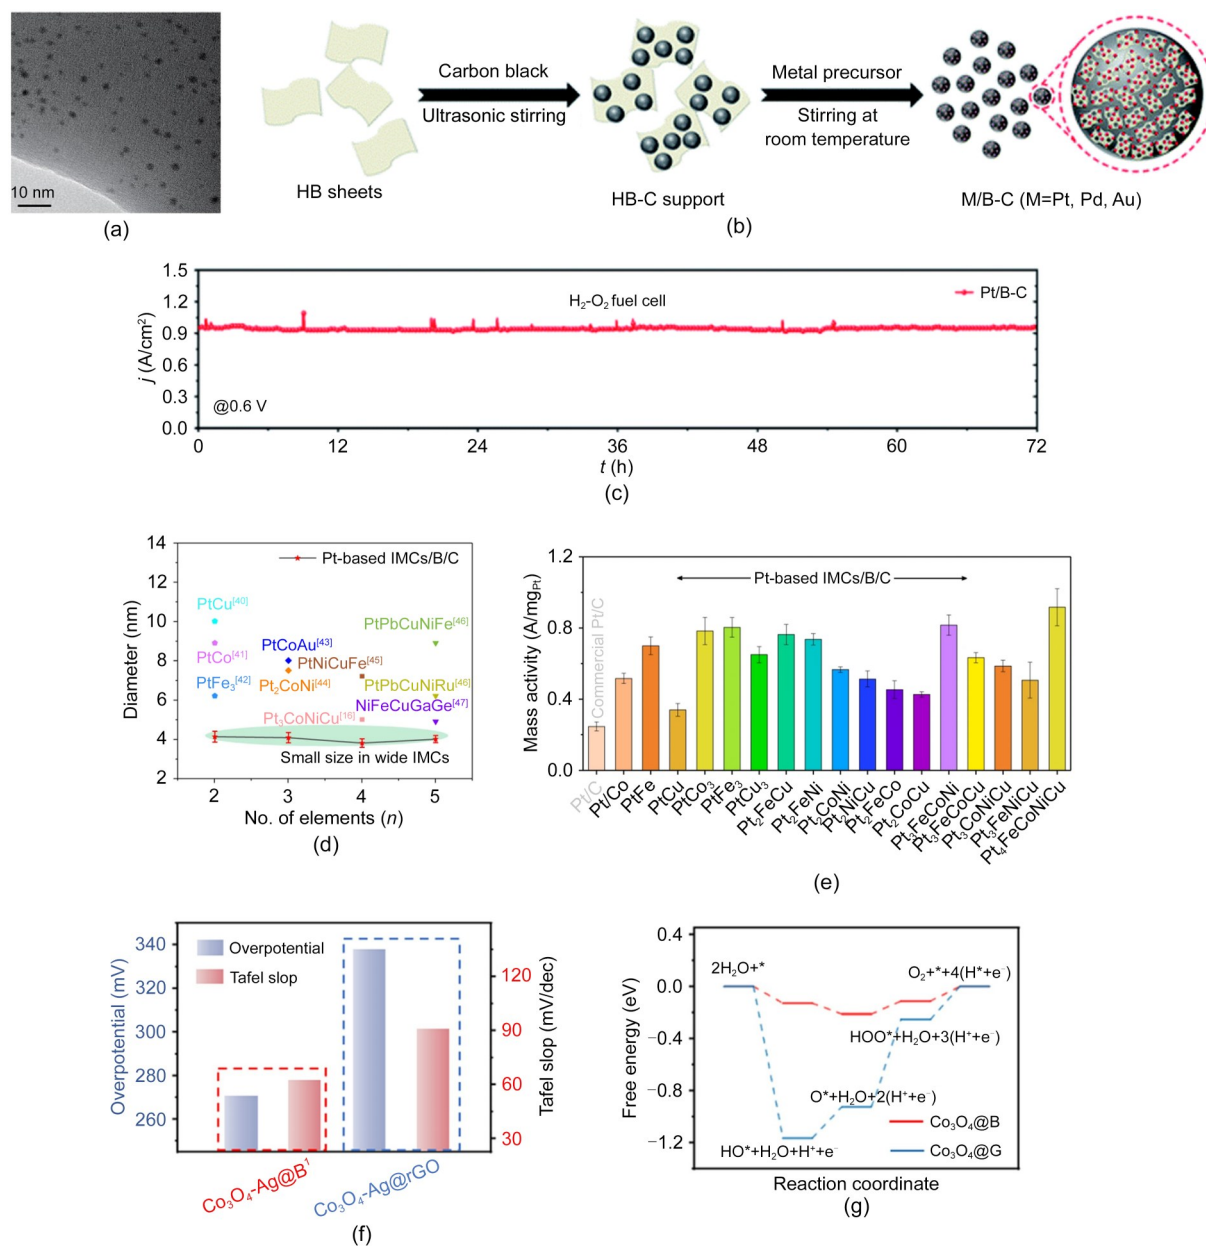 10 nm
(a)
Carbon black
Ultrasonic stirring
Metal precursor
Stirring at
room temperature
HB sheets
HB-C support
M/B-C (M=Pt, Pd, Au)
(b)
1.5
1.2
0.9
0.6
0.3
0.0
j (A/cm²)
H₂-O₂ fuel cell
Pt/B-C
@0.6 V
0
12
24
36
48
60
72
t (h)
(c)
14
12
10
8
6
4
2
Diameter (nm)
Pt-based IMCs/B/C
PtCu[40]
PtCo[41]
PtFe₃[42]
PtCoAu[43]
Pt₂CoNi[44]
PtNiCuFe[45]
Pt₃CoNiCu[16]
PtPbCuNiFe[46]
PtPbCuNiRu[46]
NiFeCuGaGe[47]
Small size in wide IMCs
2
3
4
5
No. of elements (n)
(d)
1.2
0.8
0.4
0.0
Mass activity (A/mgPt)
Commercial Pt/C
Pt-based IMCs/B/C
Pt/C
Pt/Co
PtFe
PtCu
PtCo₃
PtFe₃
PtCu₃
Pt₂FeCu
Pt₂FeNi
Pt₂CoNi
Pt₂NiCu
Pt₂FeCo
Pt₂CoCu
Pt₃FeCoNi
Pt₃FeCoCu
Pt₃CoNiCu
Pt₃FeNiCu
Pt₄FeCoNiCu
(e)
340
320
300
280
260
Overpotential (mV)
Overpotential
Tafel slop
120
90
60
30
Tafel slop (mV/dec)
Co₃O₄-Ag@B¹
Co₃O₄-Ag@rGO
(f)
0.4
0.0
−0.4
−0.8
−1.2
Free energy (eV)
2H₂O+*
O₂+*+4(H⁺+e⁻)
HOO*+H₂O+3(H⁺+e⁻)
O*+H₂O+2(H⁺+e⁻)
HO*+H₂O+H⁺+e⁻
Co₃O₄@B
Co₃O₄@G
Reaction coordinate
(g)